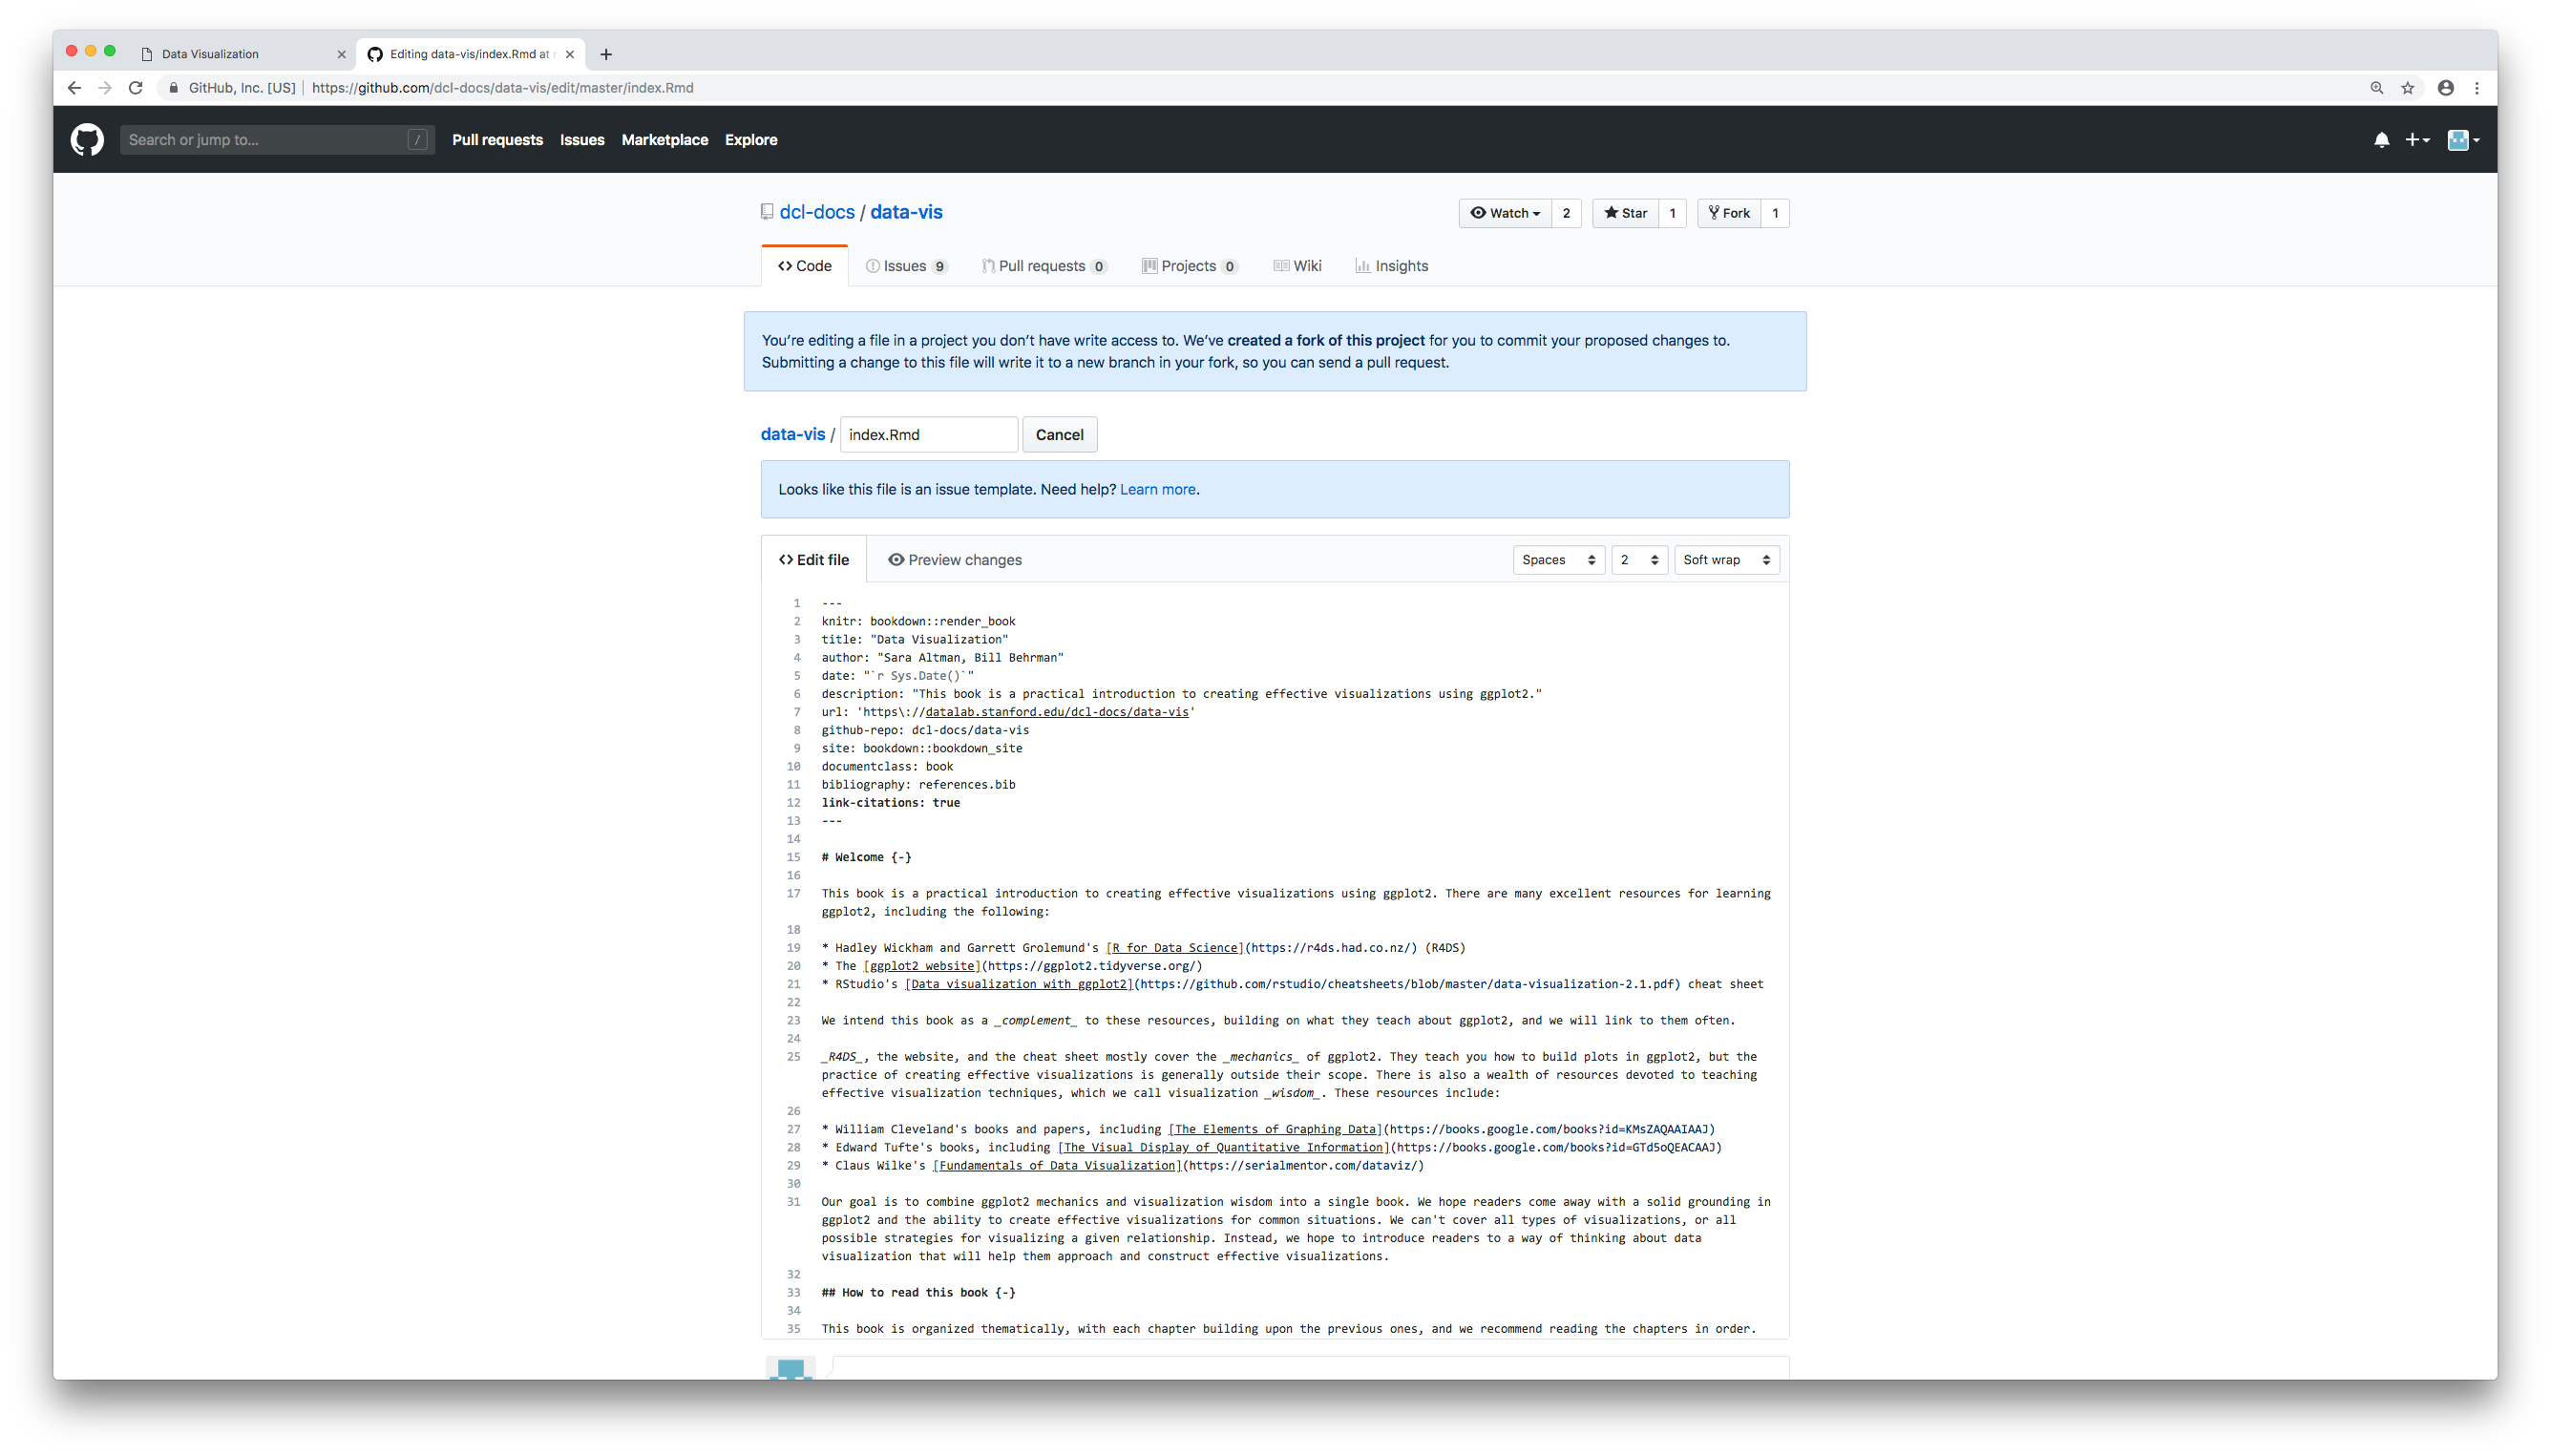 Data Visualization
Editing data-vis/index.Rmd at
GitHub, Inc. [US] | https://github.com/dcl-docs/data-vis/edit/master/index.Rmd
Search or jump to... /
Pull requests Issues Marketplace Explore
dcl-docs / data-vis
Watch 2 Star 1 Fork 1
Code Issues 9 Pull requests 0 Projects 0 Wiki Insights
You’re editing a file in a project you don’t have write access to. We’ve created a fork of this project for you to commit your proposed changes to.
Submitting a change to this file will write it to a new branch in your fork, so you can send a pull request.
data-vis / index.Rmd Cancel
Looks like this file is an issue template. Need help? Learn more.
<> Edit file Preview changes Spaces 2 Soft wrap
1 ---
2 knitr: bookdown::render_book
3 title: "Data Visualization"
4 author: "Sara Altman, Bill Behrman"
5 date: "`r Sys.Date()`"
6 description: "This book is a practical introduction to creating effective visualizations using ggplot2."
7 url: 'https\://datalab.stanford.edu/dcl-docs/data-vis'
8 github-repo: dcl-docs/data-vis
9 site: bookdown::bookdown_site
10 documentclass: book
11 bibliography: references.bib
12 link-citations: true
13 ---
14
15 # Welcome {-}
16
17 This book is a practical introduction to creating effective visualizations using ggplot2. There are many excellent resources for learning
ggplot2, including the following:
18
19 * Hadley Wickham and Garrett Grolemund's [R for Data Science](https://r4ds.had.co.nz/) (R4DS)
20 * The [ggplot2 website](https://ggplot2.tidyverse.org/)
21 * RStudio's [Data visualization with ggplot2](https://github.com/rstudio/cheatsheets/blob/master/data-visualization-2.1.pdf) cheat sheet
22
23 We intend this book as a _complement_ to these resources, building on what they teach about ggplot2, and we will link to them often.
24
25 _R4DS_, the website, and the cheat sheet mostly cover the _mechanics_ of ggplot2. They teach you how to build plots in ggplot2, but the
practice of creating effective visualizations is generally outside their scope. There is also a wealth of resources devoted to teaching
effective visualization techniques, which we call visualization _wisdom_. These resources include:
26
27 * William Cleveland's books and papers, including [The Elements of Graphing Data](https://books.google.com/books?id=KMsZAQAAIAAJ)
28 * Edward Tufte's books, including [The Visual Display of Quantitative Information](https://books.google.com/books?id=GTd5oQEACAAJ)
29 * Claus Wilke's [Fundamentals of Data Visualization](https://serialmentor.com/dataviz/)
30
31 Our goal is to combine ggplot2 mechanics and visualization wisdom into a single book. We hope readers come away with a solid grounding in
ggplot2 and the ability to create effective visualizations for common situations. We can't cover all types of visualizations, or all
possible strategies for visualizing a given relationship. Instead, we hope to introduce readers to a way of thinking about data
visualization that will help them approach and construct effective visualizations.
32
33 ## How to read this book {-}
34
35 This book is organized thematically, with each chapter building upon the previous ones, and we recommend reading the chapters in order.